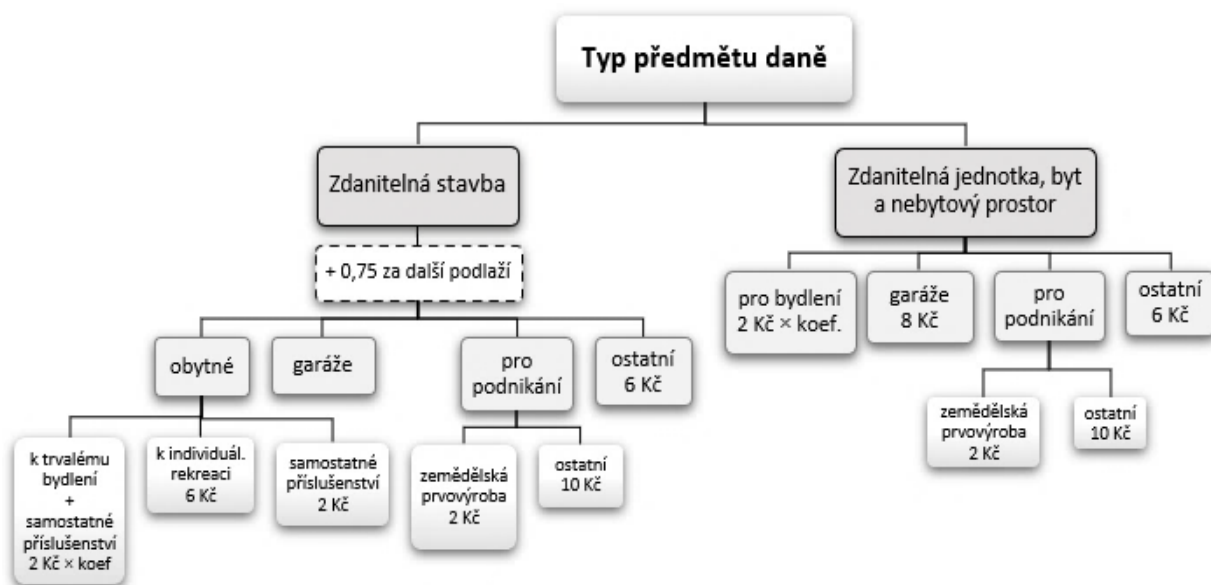 Typ předmětu daně
Zdanitelná stavba
+ 0,75 za další podlaží
obytné
k trvalému
bydlení
+
samostatné
příslušenství
2 Kč × koef
k individuál.
rekreaci
6 Kč
samostatné
příslušenství
2 Kč
garáže
pro
podnikání
zemědělská
prvovýroba
2 Kč
ostatní
10 Kč
ostatní
6 Kč
Zdanitelná jednotka, byt
a nebytový prostor
pro bydlení
2 Kč × koef.
garáže
8 Kč
pro
podnikání
zemědělská
prvovýroba
2 Kč
ostatní
10 Kč
ostatní
6 Kč